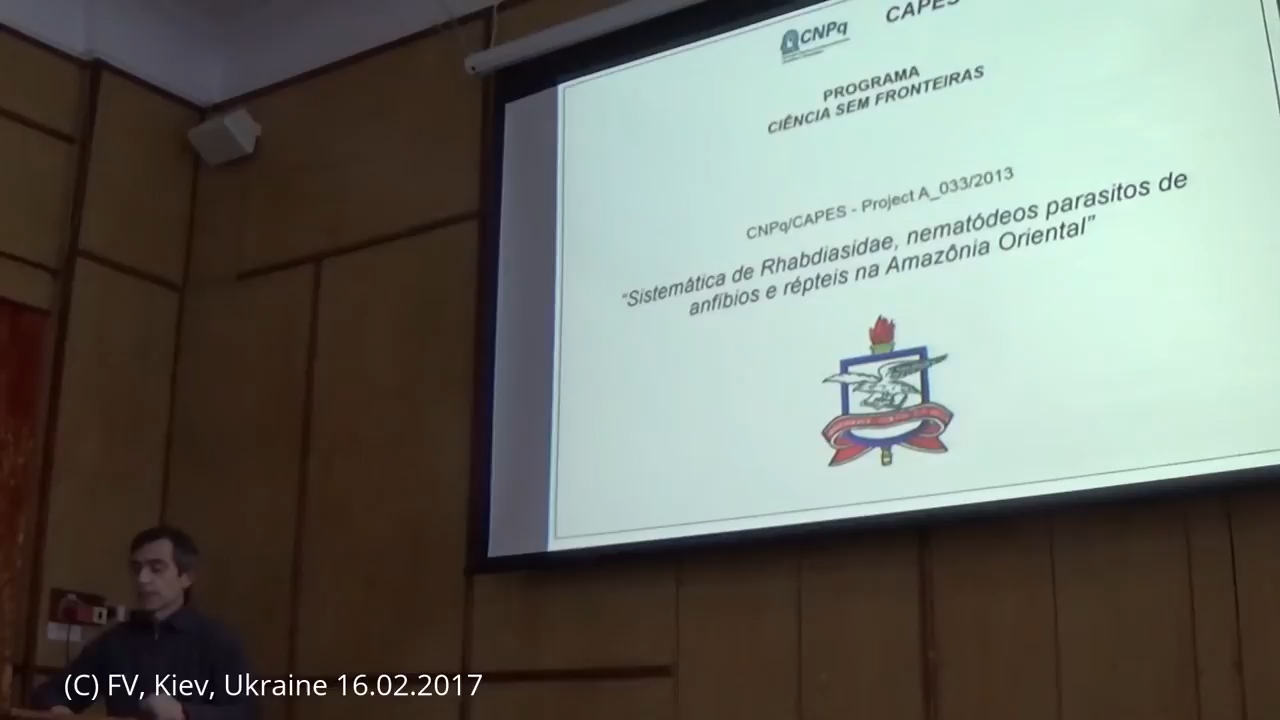 CNPq
CAPES
PROGRAMA
CIÊNCIA SEM FRONTEIRAS
CNPq/CAPES - Project A_033/2013
"Sistemática de Rhabdiasidae, nematódeos parasitos de
anfíbios e répteis na Amazônia Oriental"
(C) FV, Kiev, Ukraine 16.02.2017